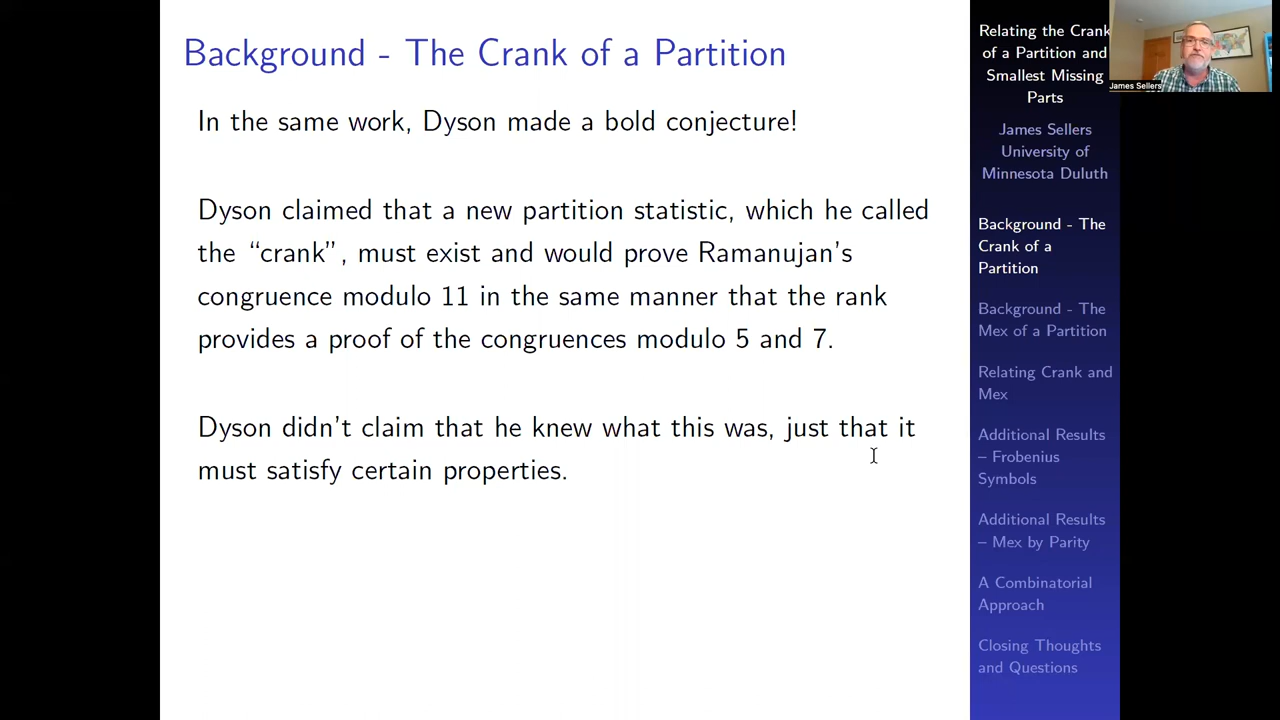 Background - The Crank of a Partition
In the same work, Dyson made a bold conjecture!
Dyson claimed that a new partition statistic, which he called
the “crank”, must exist and would prove Ramanujan’s
congruence modulo 11 in the same manner that the rank
provides a proof of the congruences modulo 5 and 7.
Dyson didn’t claim that he knew what this was, just that it
must satisfy certain properties.
Relating the Crank
of a Partition and
Smallest Missing
Parts
James Sellers
University of
Minnesota Duluth
Background - The
Crank of a
Partition
Background - The
Mex of a Partition
Relating Crank and
Mex
Additional Results
– Frobenius
Symbols
Additional Results
– Mex by Parity
A Combinatorial
Approach
Closing Thoughts
and Questions
James Sellers